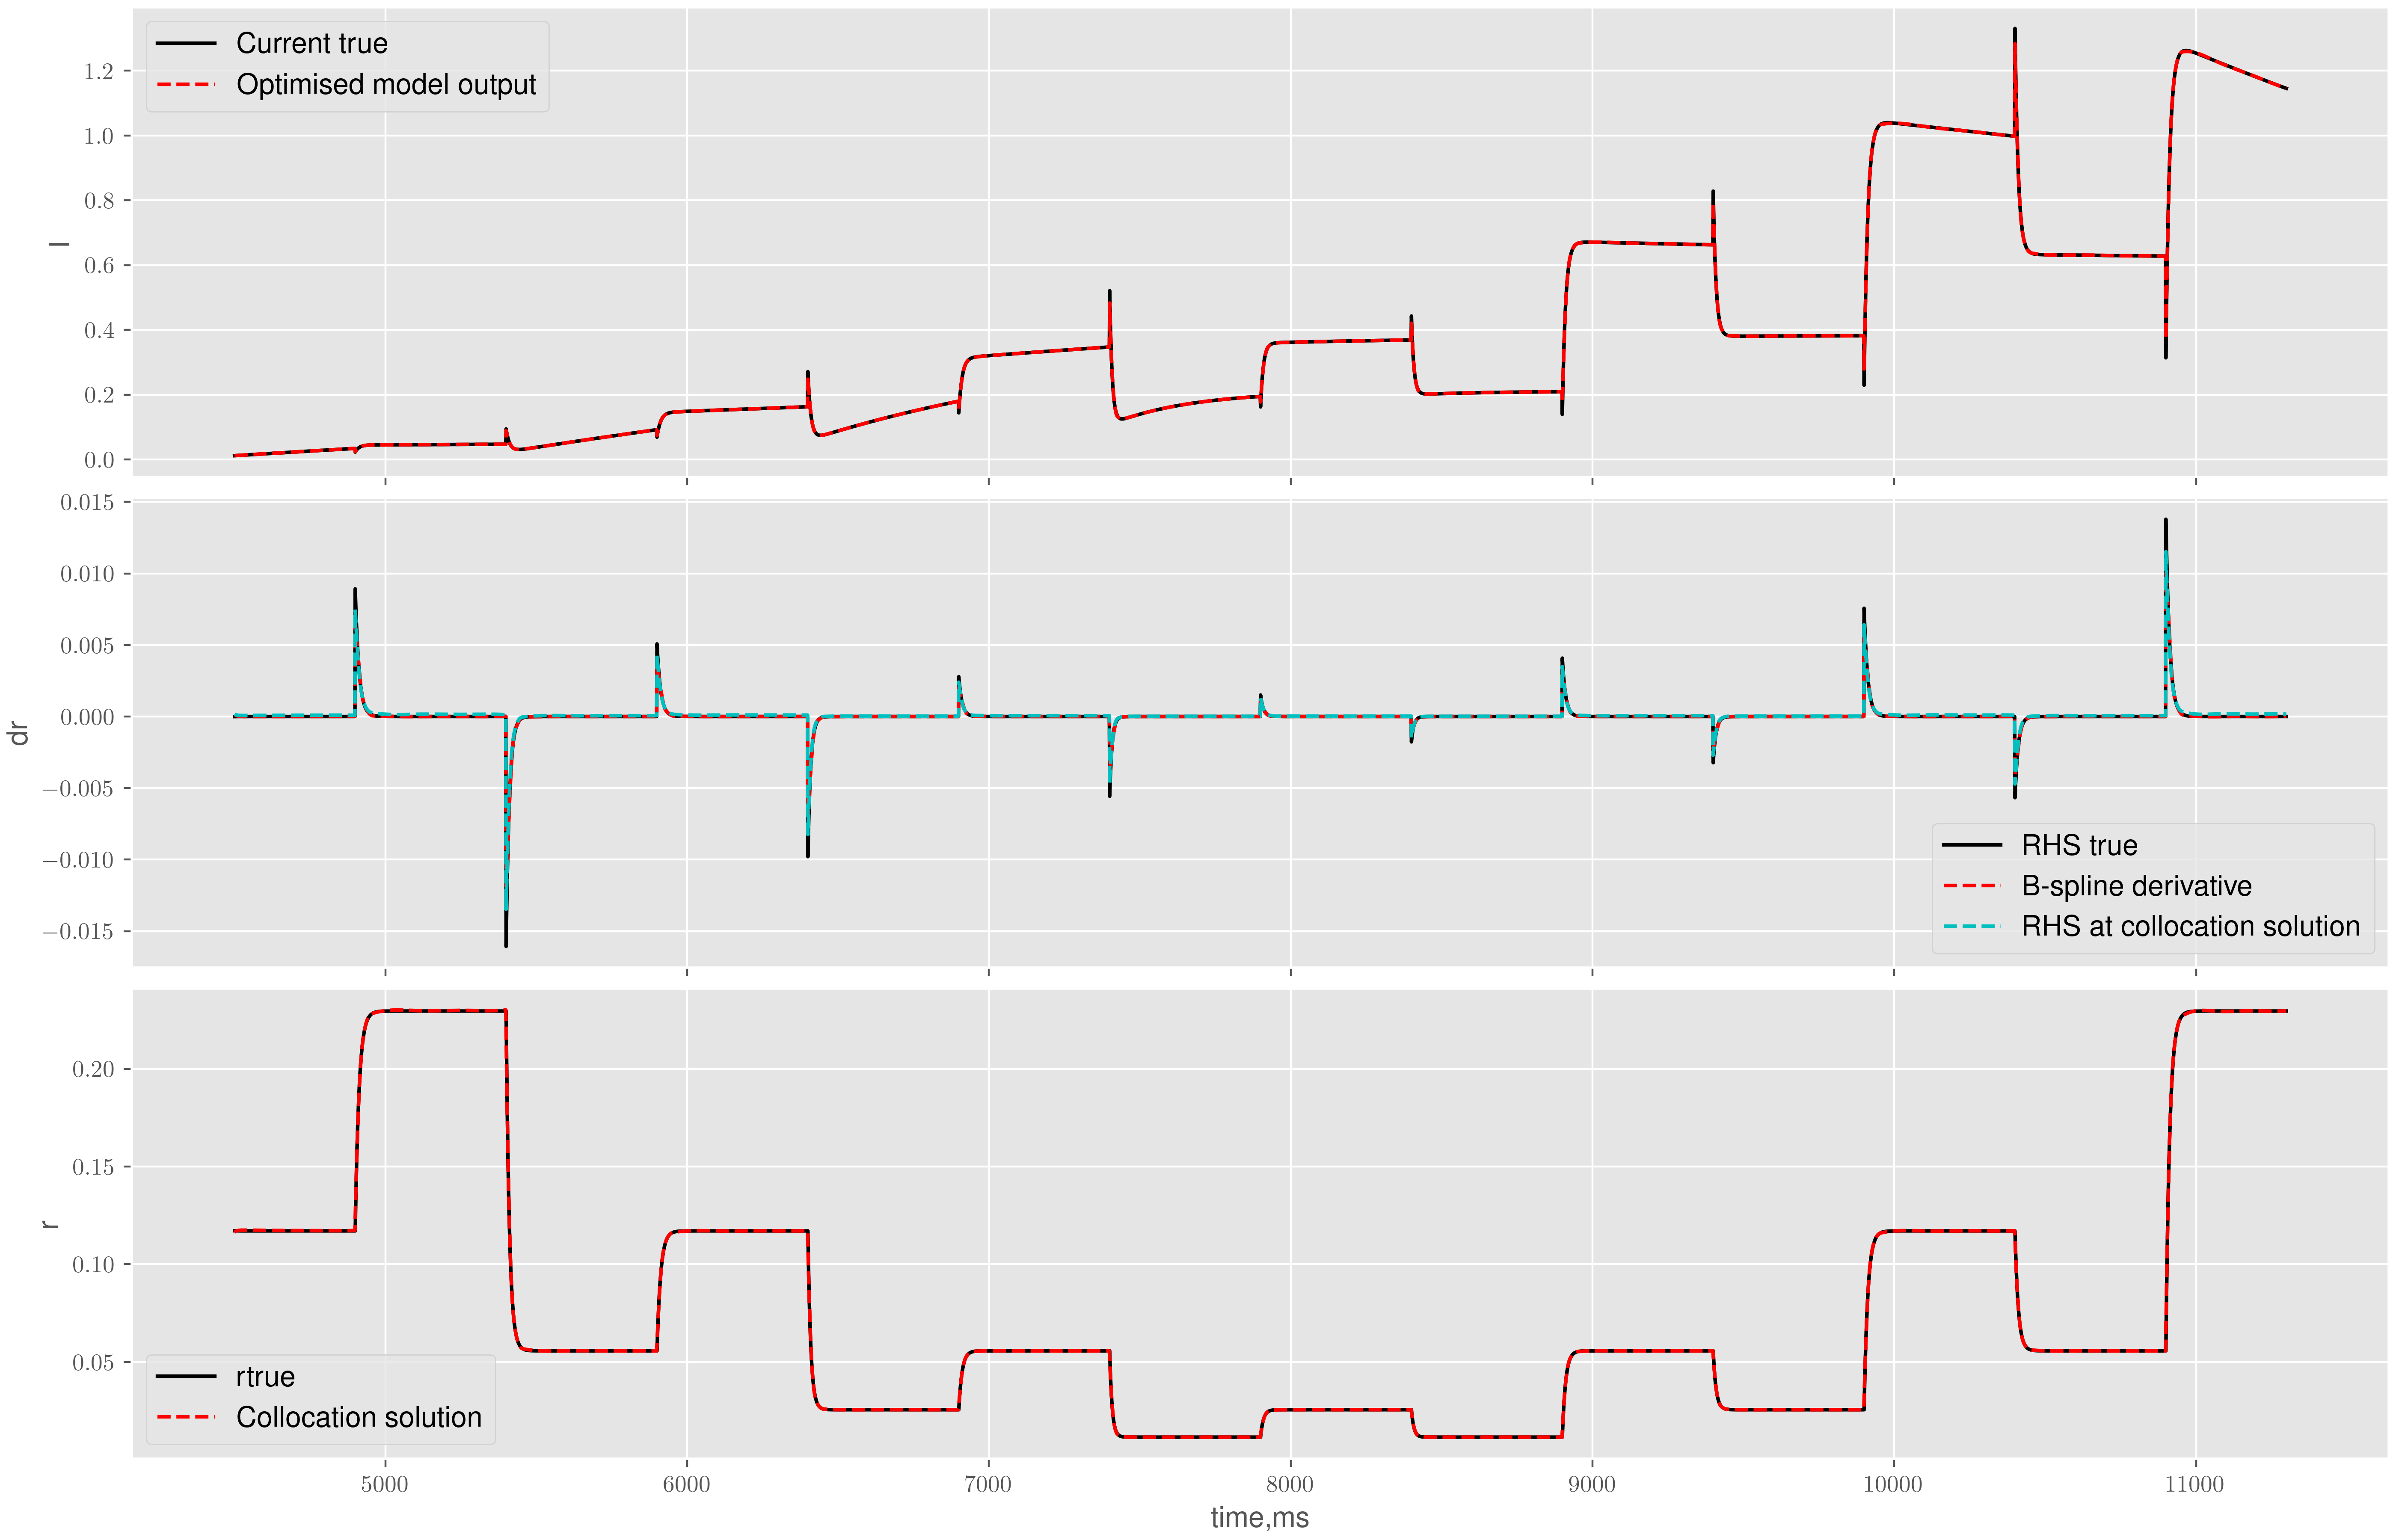 Current true
Optimised model output
1.2
1.0
0.8
0.6
0.4
0.2
0.0
I
0.015
0.010
0.005
0.000
−0.005
−0.010
−0.015
dr
RHS true
B-spline derivative
RHS at collocation solution
0.20
0.15
0.10
0.05
r
rtrue
Collocation solution
5000 6000 7000 8000 9000 10000 11000
time,ms